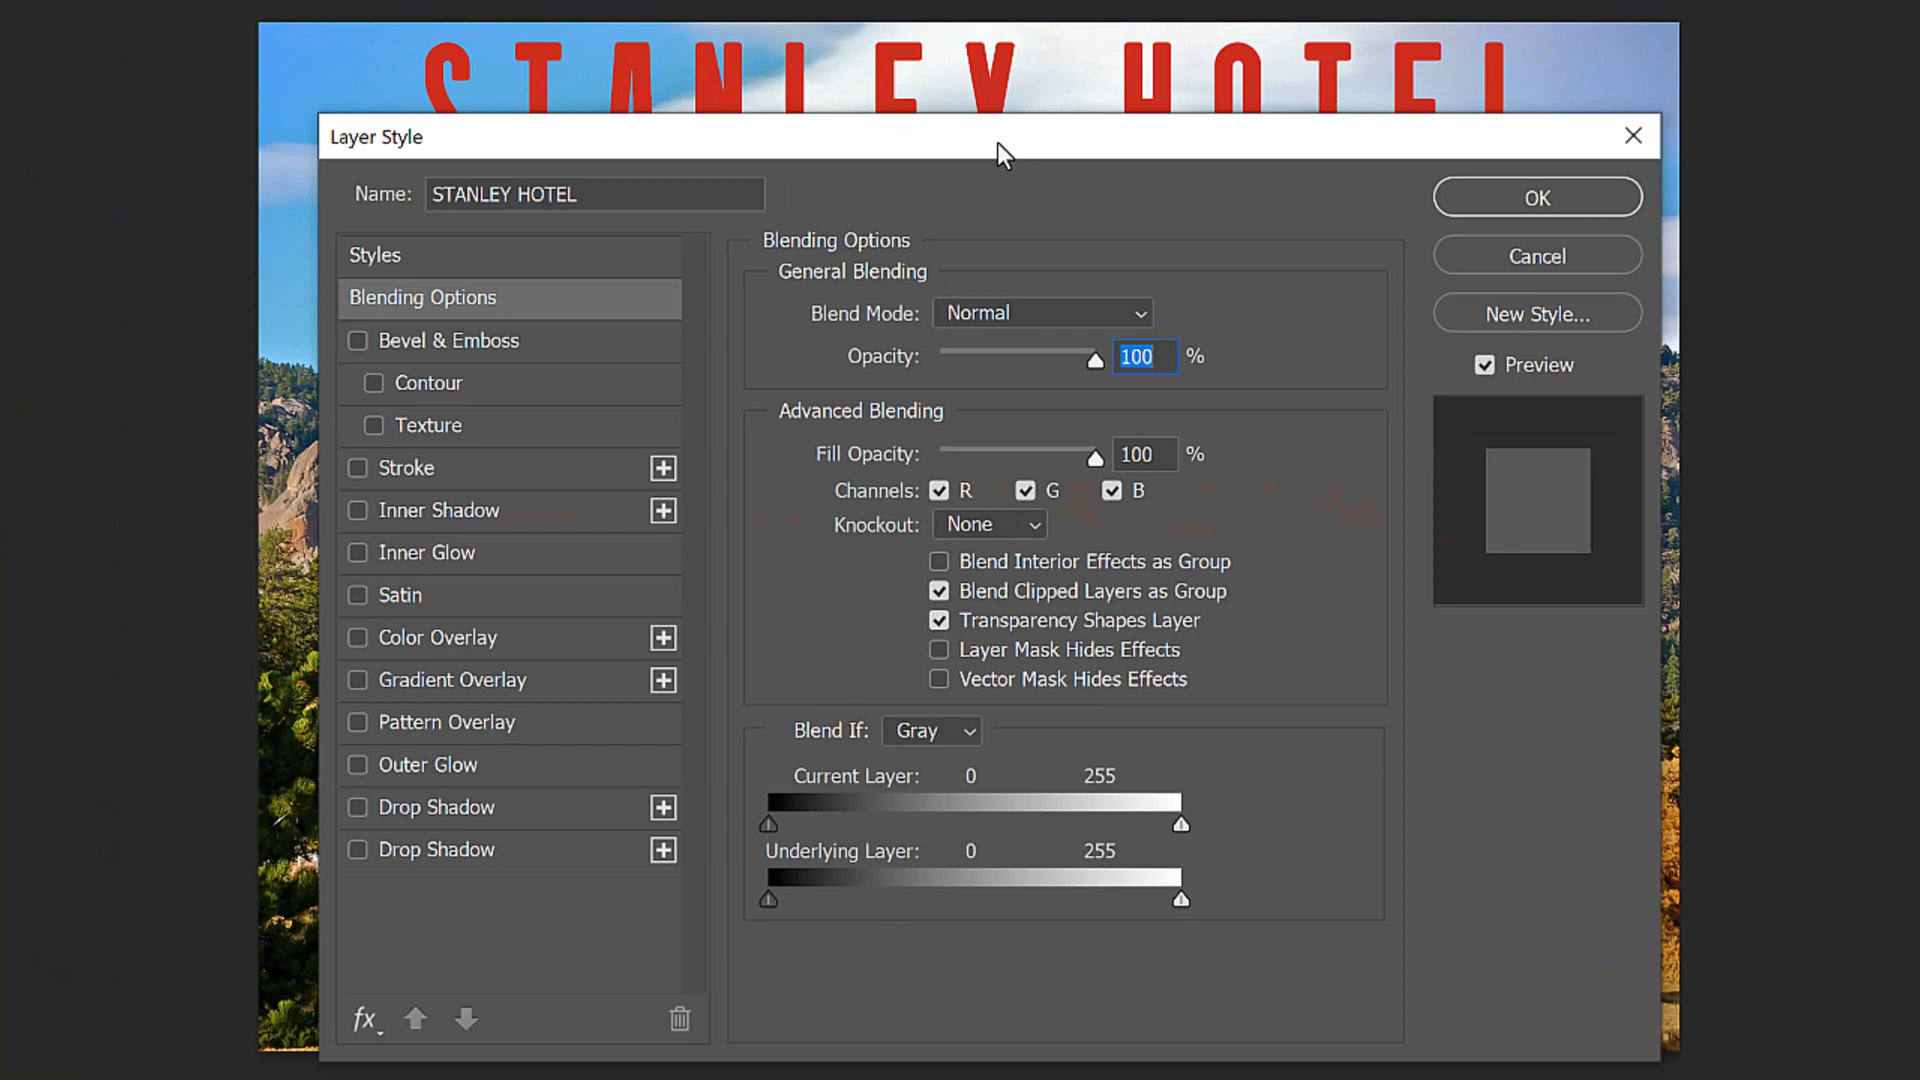 STANLEY HOTEL
Layer Style
Name: STANLEY HOTEL
OK
Styles
Blending Options
Cancel
General Blending
Blending Options
Blend Mode: Normal
New Style...
Bevel & Emboss
Opacity: 100 %
Preview
Contour
Advanced Blending
Texture
Fill Opacity: 100 %
Stroke
Channels: R G B
Inner Shadow
Knockout: None
Inner Glow
Blend Interior Effects as Group
Satin
Blend Clipped Layers as Group
Transparency Shapes Layer
Color Overlay
Layer Mask Hides Effects
Gradient Overlay
Vector Mask Hides Effects
Pattern Overlay
Blend If: Gray
Outer Glow
Current Layer: 0 255
Drop Shadow
Drop Shadow
Underlying Layer: 0 255
fx